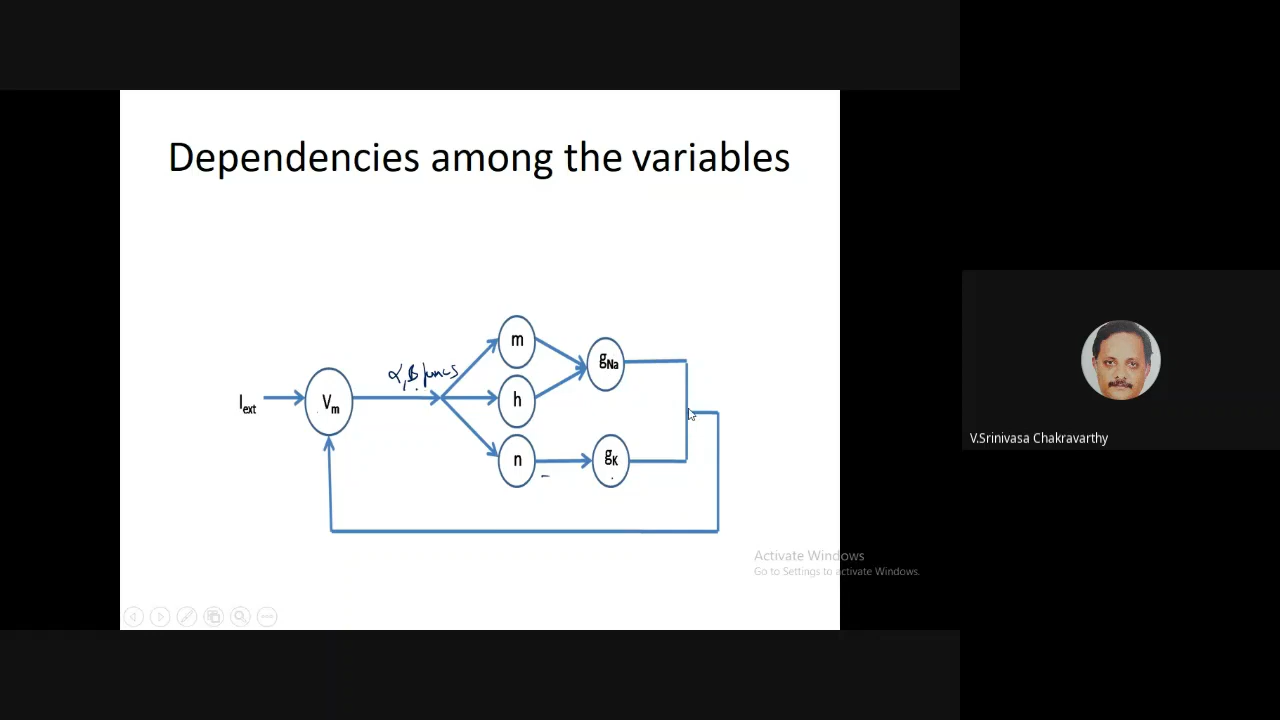 Dependencies among the variables
α, β funcs
m
g_Na
I_ext
V_m
h
n
g_K
V.Srinivasa Chakravarthy
Activate Windows
Go to Settings to activate Windows.